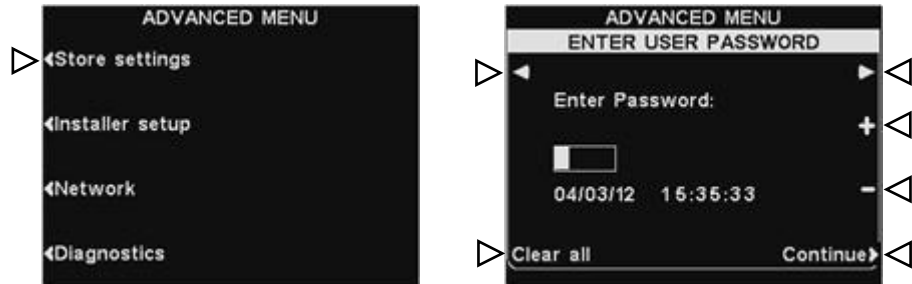 ADVANCED MENU
Store settings
Installer setup
Network
Diagnostics
ADVANCED MENU
ENTER USER PASSWORD
Enter Password:
+
04/03/12 15:35:33 -
Clear all Continue